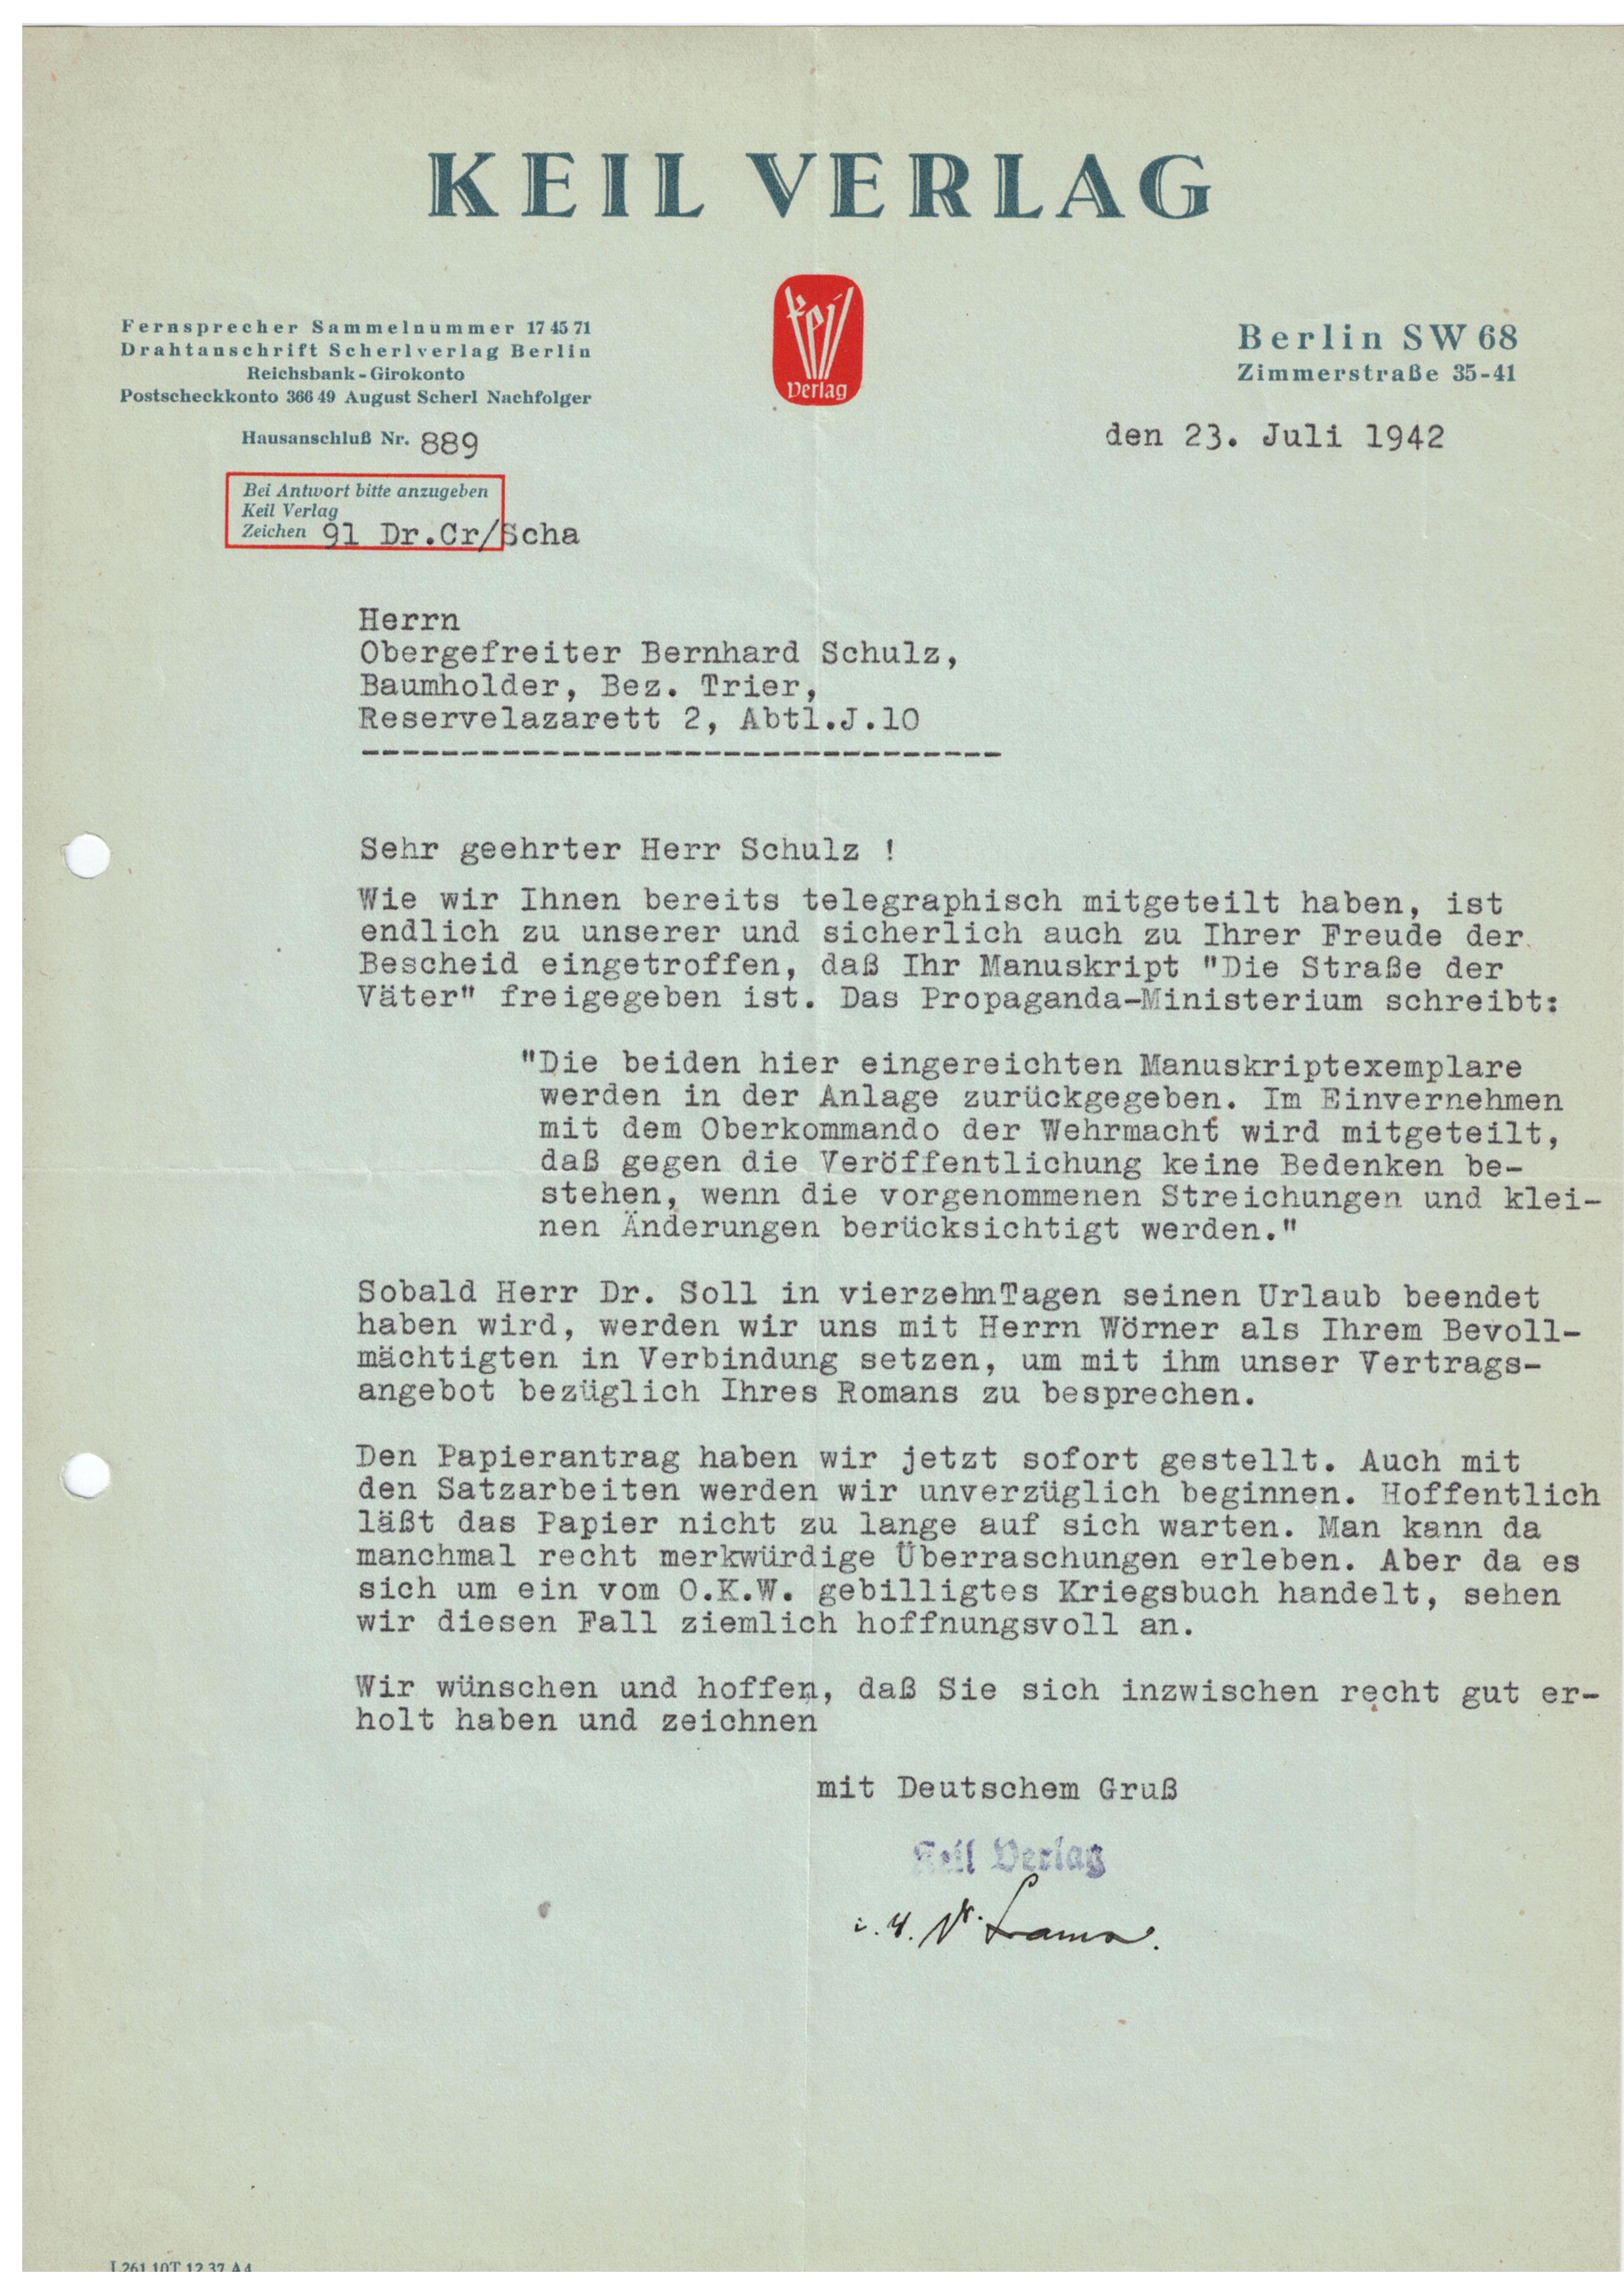 KEIL VERLAG
Keil
Verlag
Fernsprecher Sammelnummer 17 45 71
Drahtanschrift Scherlverlag Berlin
Reichsbank-Girokonto
Postscheckkonto 366 49 August Scherl Nachfolger
Hausanschluß Nr. 889
Berlin SW 68
Zimmerstraße 35-41
den 23. Juli 1942
Bei Antwort bitte anzugeben
Keil Verlag
Zeichen 91 Dr.Cr/Scha
Herrn
Obergefreiter Bernhard Schulz,
Baumholder, Bez. Trier,
Reservelazarett 2, Abtl.J.10
Sehr geehrter Herr Schulz !
Wie wir Ihnen bereits telegraphisch mitgeteilt haben, ist
endlich zu unserer und sicherlich auch zu Ihrer Freude der
Bescheid eingetroffen, daß Ihr Manuskript "Die Straße der
Väter" freigegeben ist. Das Propaganda-Ministerium schreibt:
"Die beiden hier eingereichten Manuskriptexemplare
werden in der Anlage zurückgegeben. Im Einvernehmen
mit dem Oberkommando der Wehrmacht wird mitgeteilt,
daß gegen die Veröffentlichung keine Bedenken be-
stehen, wenn die vorgenommenen Streichungen und klei-
nen Änderungen berücksichtigt werden."
Sobald Herr Dr. Soll in vierzehnTagen seinen Urlaub beendet
haben wird, werden wir uns mit Herrn Wörner als Ihrem Bevoll-
mächtigten in Verbindung setzen, um mit ihm unser Vertrags-
angebot bezüglich Ihres Romans zu besprechen.
Den Papierantrag haben wir jetzt sofort gestellt. Auch mit
den Satzarbeiten werden wir unverzüglich beginnen. Hoffentlich
läßt das Papier nicht zu lange auf sich warten. Man kann da
manchmal recht merkwürdige Überraschungen erleben. Aber da es
sich um ein vom O.K.W. gebilligtes Kriegsbuch handelt, sehen
wir diesen Fall ziemlich hoffnungsvoll an.
Wir wünschen und hoffen, daß Sie sich inzwischen recht gut er-
holt haben und zeichnen
mit Deutschem Gruß
Keil Verlag
L261 10T 12 37 A4